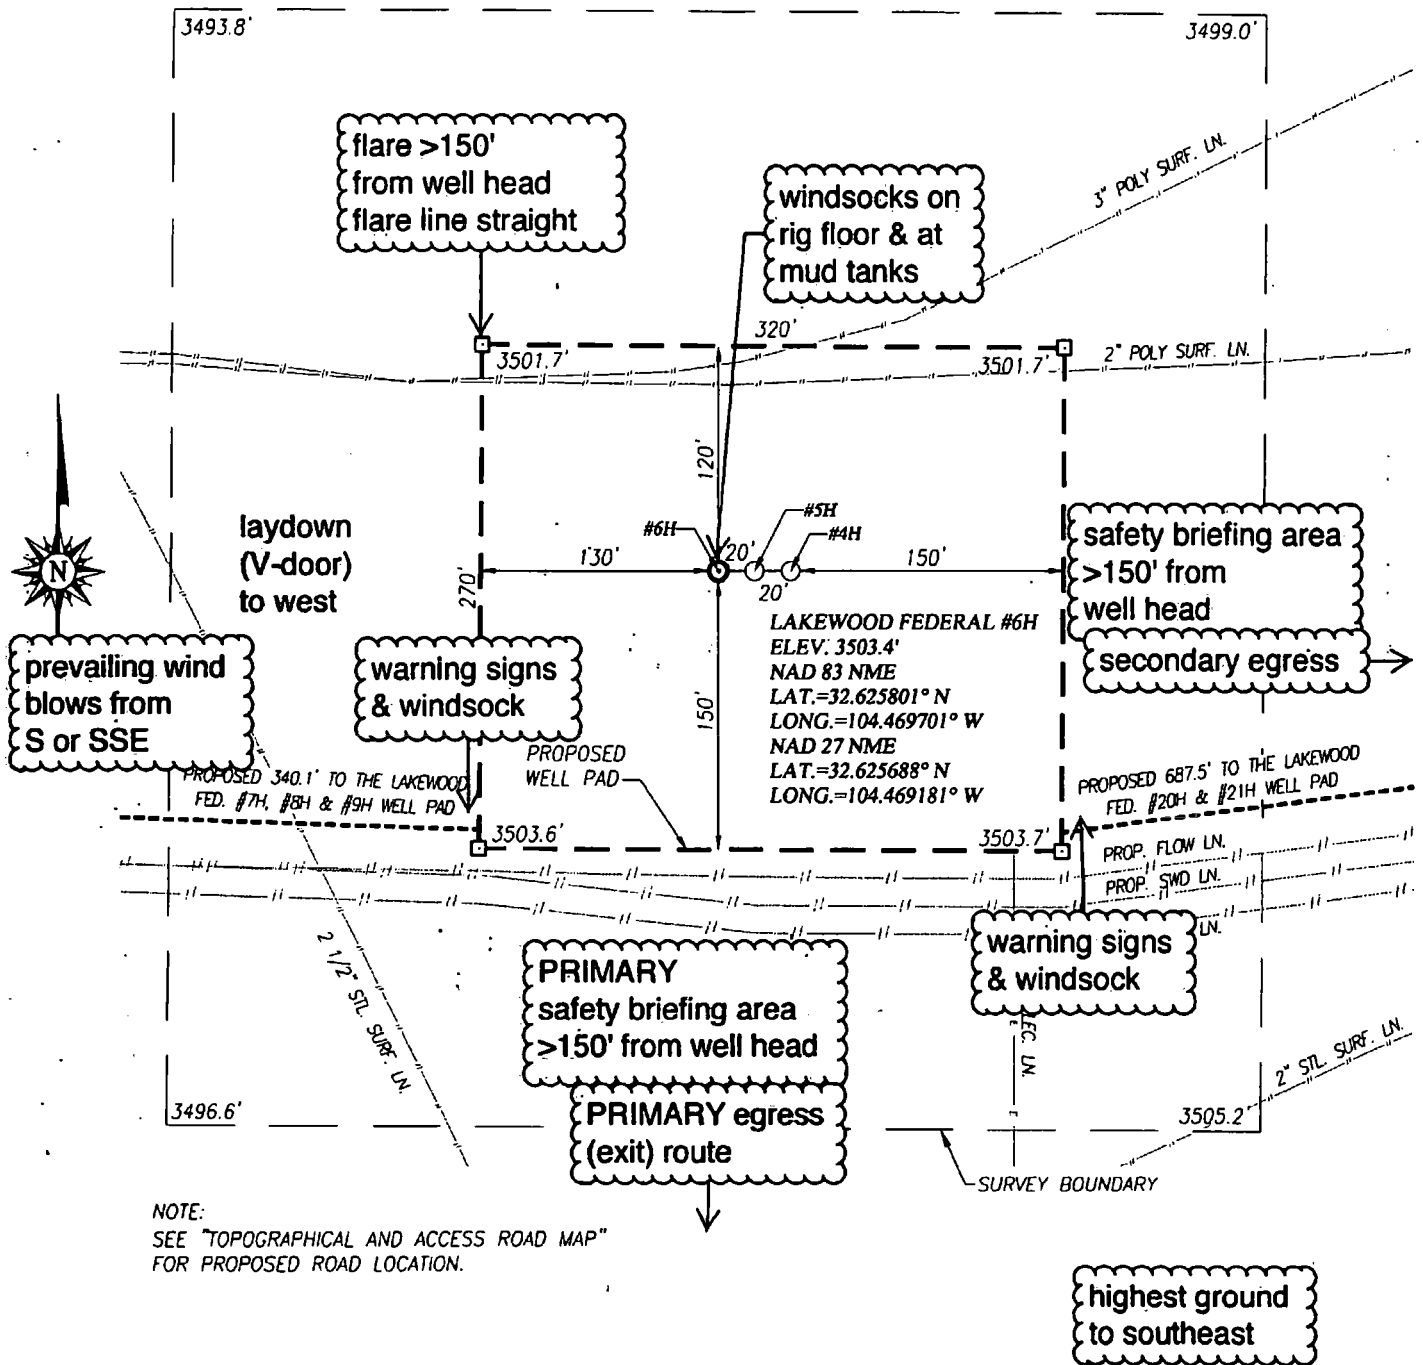 3493.8'
3499.0'
flare >150'
from well head
flare line straight
windsocks on
rig floor & at
mud tanks
3" POLY SURF. LN.
320'
3501.7'
3501.7'
2" POLY SURF. LN.
120'
#6H
#5H
#4H
20'
20'
130'
150'
270'
150'
N
laydown
(V-door)
to west
safety briefing area
>150' from
well head
secondary egress
LAKEWOOD FEDERAL #6H
ELEV. 3503.4'
NAD 83 NME
LAT.=32.625801° N
LONG.=104.469701° W
NAD 27 NME
LAT.=32.625688° N
LONG.=104.469181° W
prevailing wind
blows from
S or SSE
warning signs
& windsock
PROPOSED
WELL PAD
PROPOSED 340.1' TO THE LAKEWOOD
FED. #7H, #8H & #9H WELL PAD
PROPOSED 687.5' TO THE LAKEWOOD
FED. #20H & #21H WELL PAD
3503.6'
3503.7'
PROP. FLOW LN.
PROP. SWD LN.
LN.
warning signs
& windsock
2 1/2" STL. SURF. LN.
PRIMARY
safety briefing area
>150' from well head
PRIMARY egress
(exit) route
LN.
2" STL. SURF. LN.
3496.6'
3505.2'
SURVEY BOUNDARY
NOTE:
SEE "TOPOGRAPHICAL AND ACCESS ROAD MAP"
FOR PROPOSED ROAD LOCATION.
highest ground
to southeast